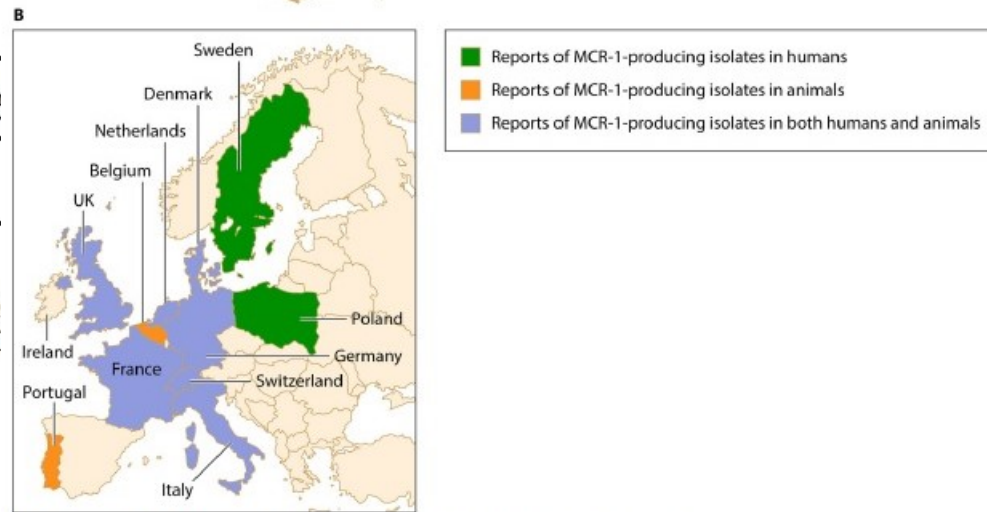 B
Sweden
Denmark
Netherlands
Belgium
UK
Poland
Ireland
Germany
France
Switzerland
Portugal
Italy
Reports of MCR-1-producing isolates in humans
Reports of MCR-1-producing isolates in animals
Reports of MCR-1-producing isolates in both humans and animals